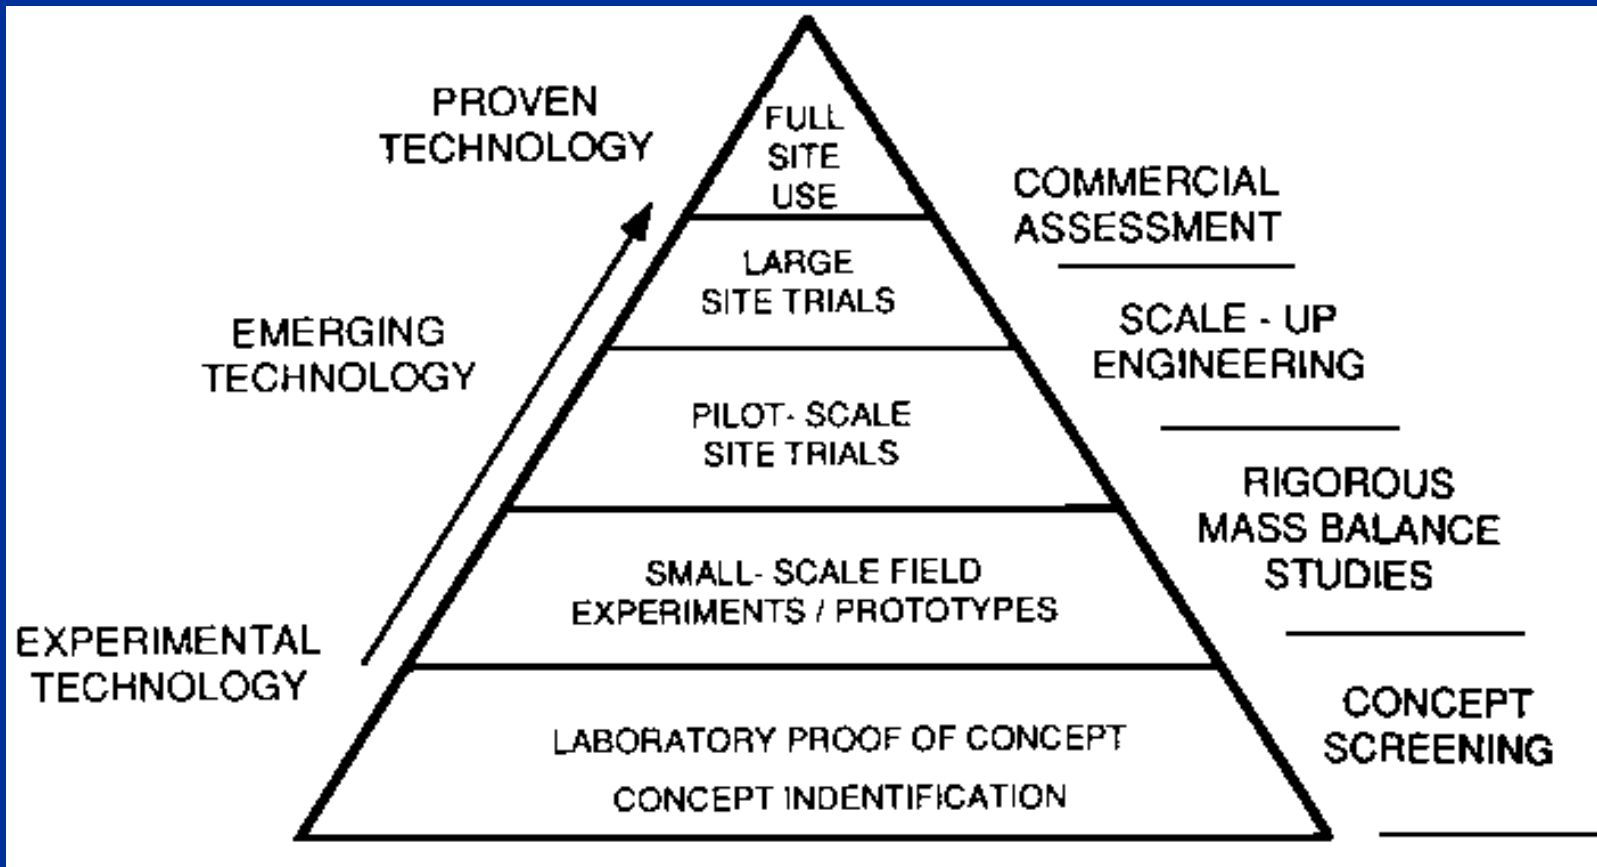 PROVEN
TECHNOLOGY
EMERGING
TECHNOLOGY
EXPERIMENTAL
TECHNOLOGY
FULL
SITE
USE
LARGE
SITE TRIALS
PILOT- SCALE
SITE TRIALS
SMALL- SCALE FIELD
EXPERIMENTS / PROTOTYPES
LABORATORY PROOF OF CONCEPT
CONCEPT INDENTIFICATION
COMMERCIAL
ASSESSMENT
SCALE - UP
ENGINEERING
RIGOROUS
MASS BALANCE
STUDIES
CONCEPT
SCREENING